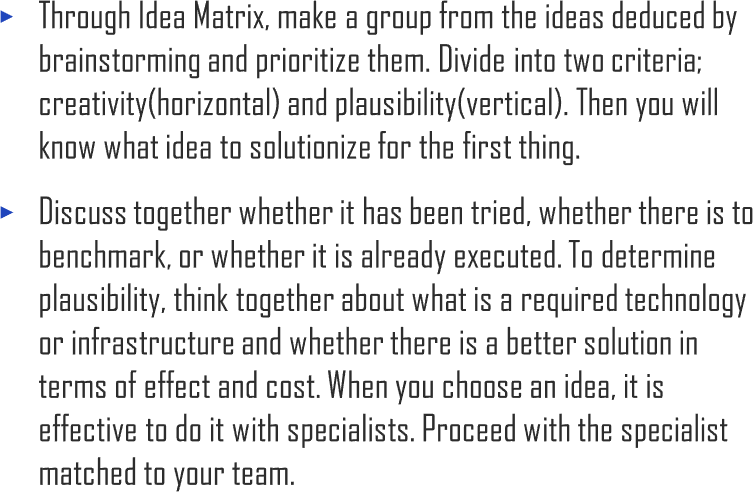 ▶ Through Idea Matrix, make a group from the ideas deduced by
brainstorming and prioritize them. Divide into two criteria;
creativity(horizontal) and plausibility(vertical). Then you will
know what idea to solutionize for the first thing.
▶ Discuss together whether it has been tried, whether there is to
benchmark, or whether it is already executed. To determine
plausibility, think together about what is a required technology
or infrastructure and whether there is a better solution in
terms of effect and cost. When you choose an idea, it is
effective to do it with specialists. Proceed with the specialist
matched to your team.